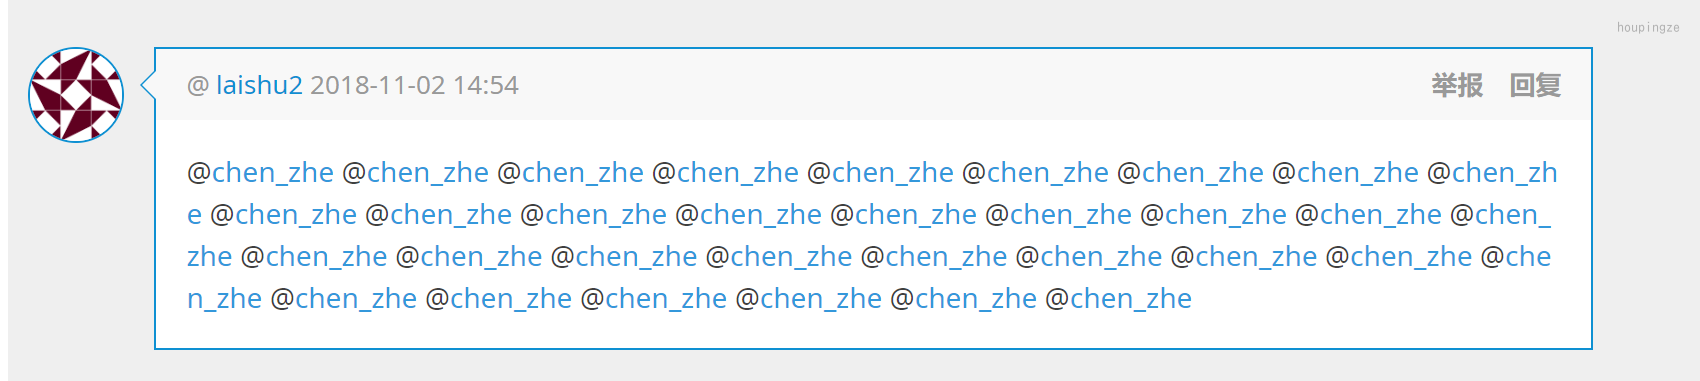 houpingze
@ laishu2 2018-11-02 14:54 举报 回复
@chen_zhe @chen_zhe @chen_zhe @chen_zhe @chen_zhe @chen_zhe @chen_zhe @chen_zhe @chen_zh
e @chen_zhe @chen_zhe @chen_zhe @chen_zhe @chen_zhe @chen_zhe @chen_zhe @chen_zhe @chen_
zhe @chen_zhe @chen_zhe @chen_zhe @chen_zhe @chen_zhe @chen_zhe @chen_zhe @chen_zhe @che
n_zhe @chen_zhe @chen_zhe @chen_zhe @chen_zhe @chen_zhe @chen_zhe